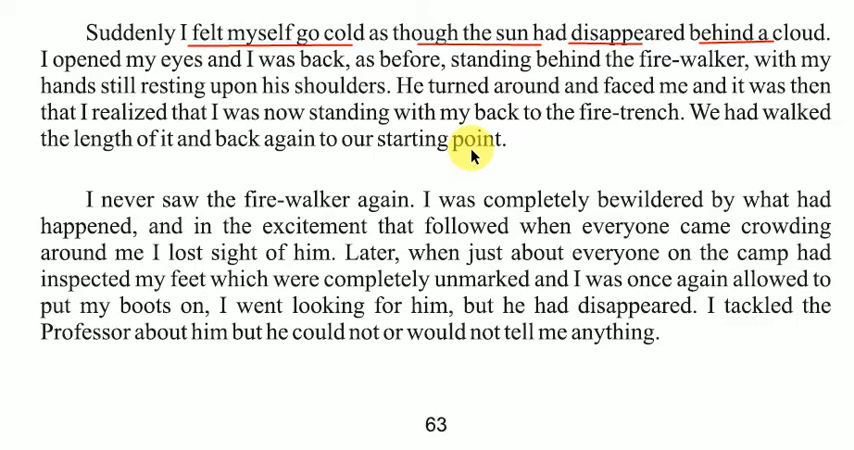 Suddenly I felt myself go cold as though the sun had disappeared behind a cloud.
I opened my eyes and I was back, as before, standing behind the fire-walker, with my
hands still resting upon his shoulders. He turned around and faced me and it was then
that I realized that I was now standing with my back to the fire-trench. We had walked
the length of it and back again to our starting point.
I never saw the fire-walker again. I was completely bewildered by what had
happened, and in the excitement that followed when everyone came crowding
around me I lost sight of him. Later, when just about everyone on the camp had
inspected my feet which were completely unmarked and I was once again allowed to
put my boots on, I went looking for him, but he had disappeared. I tackled the
Professor about him but he could not or would not tell me anything.
63